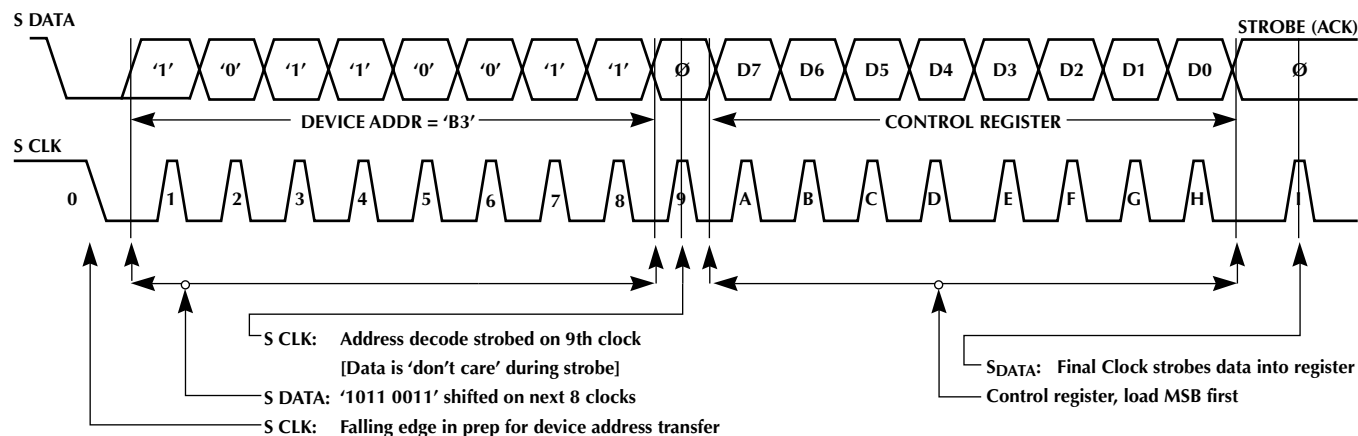 S DATA
STROBE (ACK)
‘1’ ‘0’ ‘1’ ‘1’ ‘0’ ‘0’ ‘1’ ‘1’ Ø D7 D6 D5 D4 D3 D2 D1 D0 Ø
DEVICE ADDR = ‘B3’
CONTROL REGISTER
S CLK
0 1 2 3 4 5 6 7 8 9 A B C D E F G H I
S CLK: Address decode strobed on 9th clock
[Data is ‘don’t care’ during strobe]
SDATA: Final Clock strobes data into register
S DATA: ‘1011 0011’ shifted on next 8 clocks
Control register, load MSB first
S CLK: Falling edge in prep for device address transfer